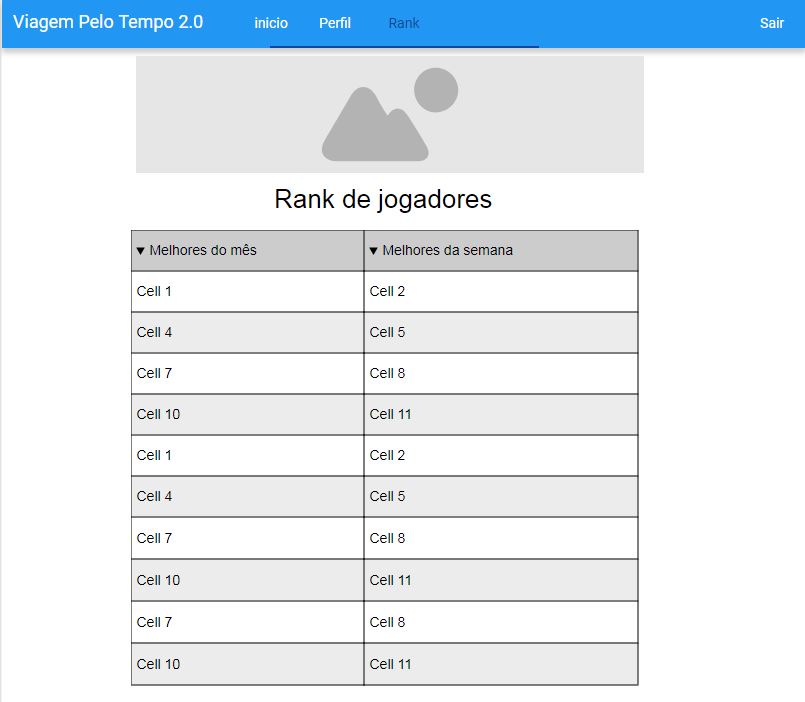 Viagem Pelo Tempo 2.0 inicio Perfil Rank Sair
Rank de jogadores
▼ Melhores do mês ▼ Melhores da semana
Cell 1 Cell 2
Cell 4 Cell 5
Cell 7 Cell 8
Cell 10 Cell 11
Cell 1 Cell 2
Cell 4 Cell 5
Cell 7 Cell 8
Cell 10 Cell 11
Cell 7 Cell 8
Cell 10 Cell 11